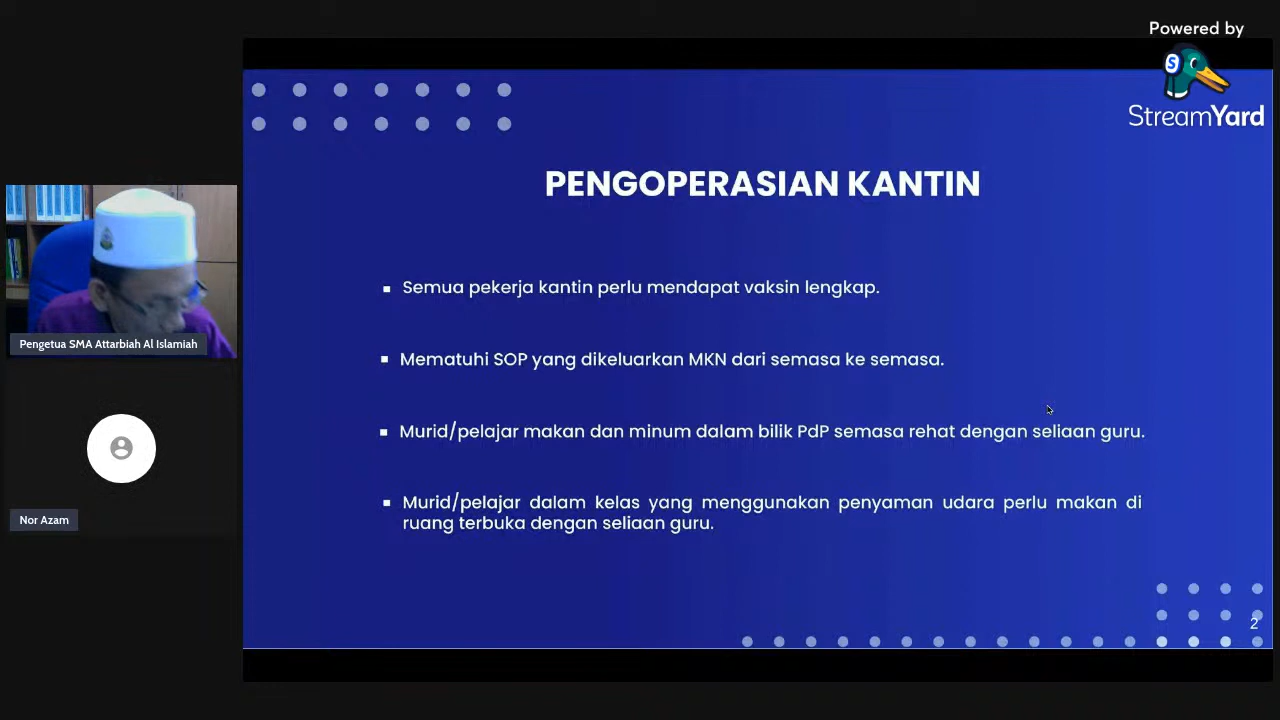 Powered by
StreamYard
PENGOPERASIAN KANTIN
Semua pekerja kantin perlu mendapat vaksin lengkap.
Mematuhi SOP yang dikeluarkan MKN dari semasa ke semasa.
Murid/pelajar makan dan minum dalam bilik PdP semasa rehat dengan seliaan guru.
Murid/pelajar dalam kelas yang menggunakan penyaman udara perlu makan di
ruang terbuka dengan seliaan guru.
2
Pengetua SMA Attarbiah Al Islamiah
Nor Azam